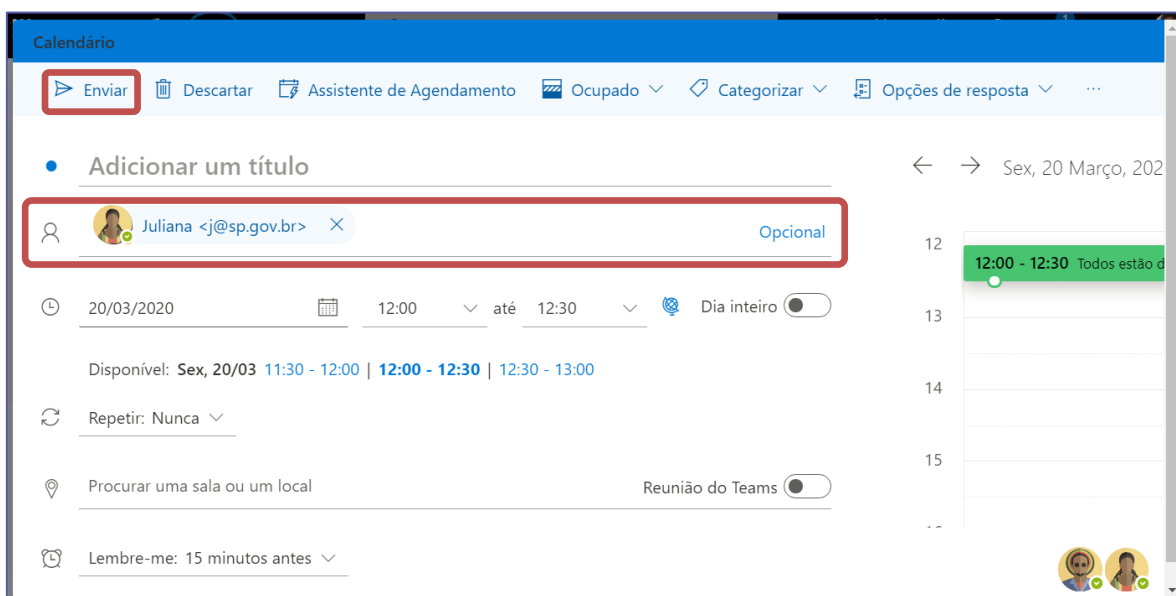 Calendário
Enviar Descartar Assistente de Agendamento Ocupado Categorizar Opções de resposta ...
Adicionar um título
Sex, 20 Março, 202
Juliana <j@sp.gov.br>
Opcional
12
12:00 - 12:30 Todos estão d
20/03/2020 12:00 até 12:30 Dia inteiro
13
Disponível: Sex, 20/03 11:30 - 12:00 | 12:00 - 12:30 | 12:30 - 13:00
14
Repetir: Nunca
15
Procurar uma sala ou um local Reunião do Teams
Lembre-me: 15 minutos antes